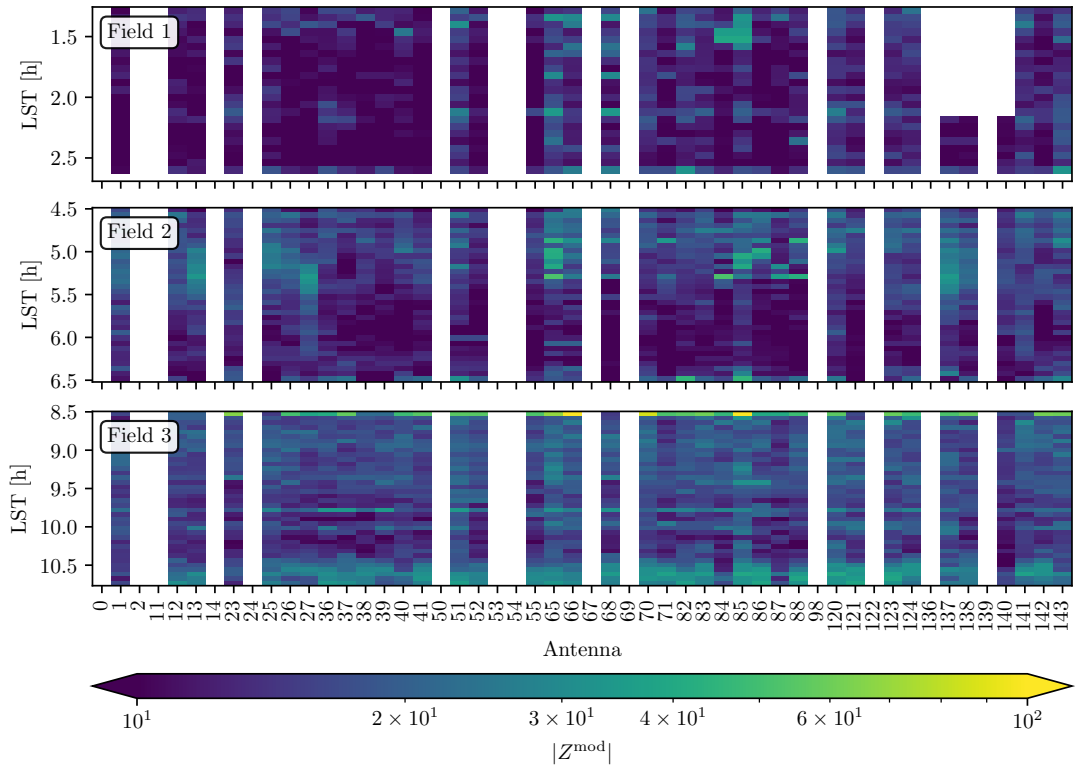 Field 1
LST [h]
1.5
2.0
2.5
Field 2
LST [h]
4.5
5.0
5.5
6.0
6.5
Field 3
LST [h]
8.5
9.0
9.5
10.0
10.5
0 1 2 11 12 13 14 23 24 25 26 27 36 37 38 39 40 41 50 51 52 53 54 55 65 66 67 68 69 70 71 82 83 84 85 86 87 88 98 120 121 122 123 124 136 137 138 139 140 141 142 143
Antenna
10¹ 2 × 10¹ 3 × 10¹ 4 × 10¹ 6 × 10¹ 10²
|Zᵐᵒᵈ|